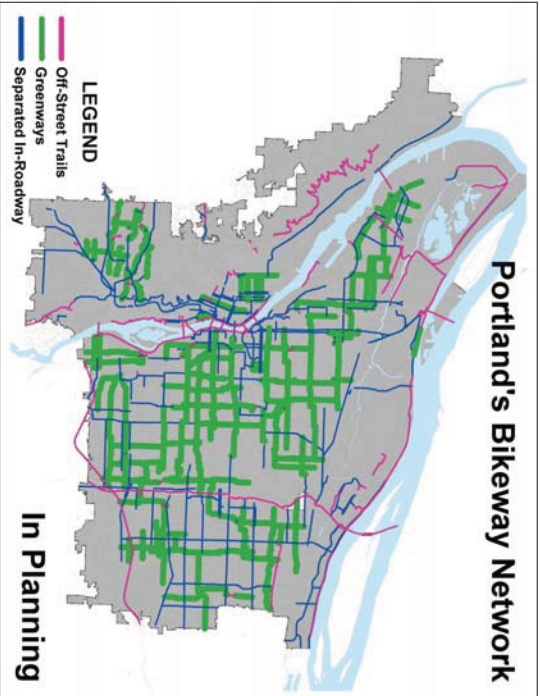 Portland's Bikeway Network
In Planning
LEGEND
Off-Street Trails
Greenways
Separated In-Roadway